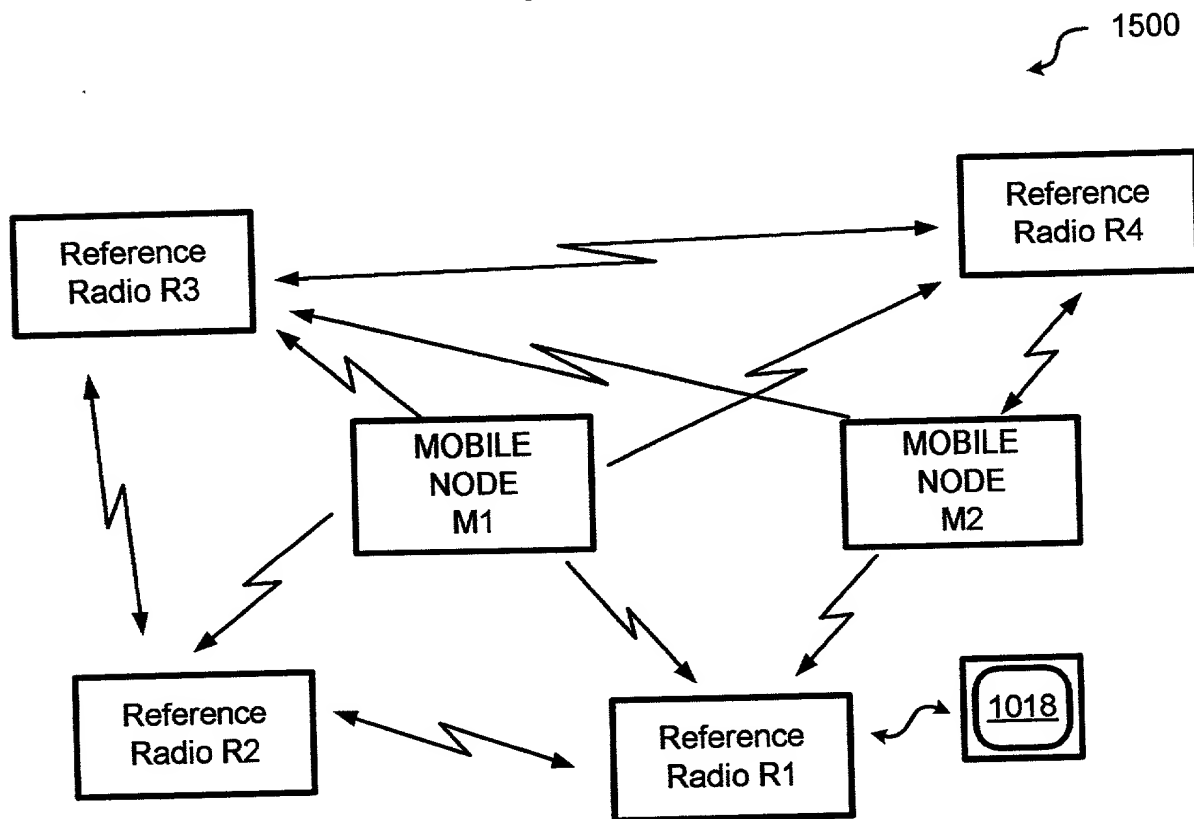 1500
Reference
Radio R4
Reference
Radio R3
MOBILE
NODE
M1
MOBILE
NODE
M2
Reference
Radio R2
Reference
Radio R1
1018